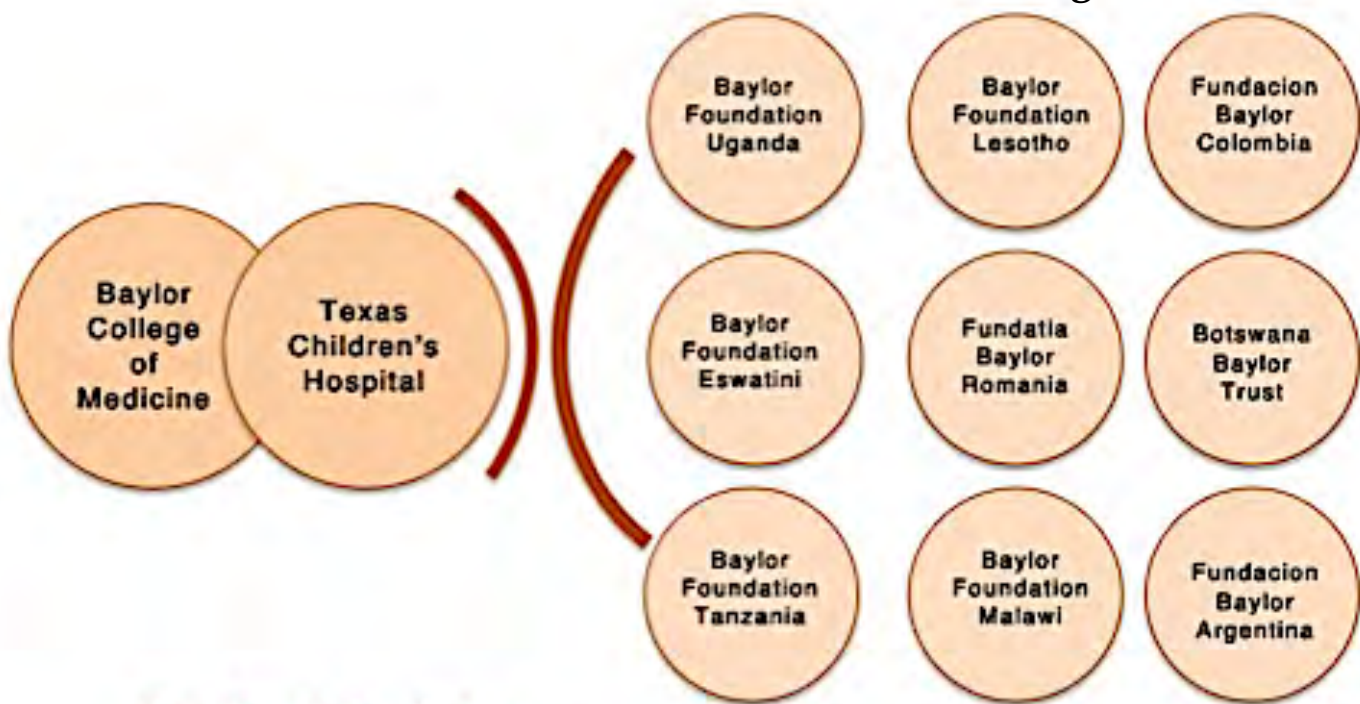 Baylor
College
of
Medicine
Texas
Children's
Hospital
Baylor
Foundation
Uganda
Baylor
Foundation
Lesotho
Fundacion
Baylor
Colombia
Baylor
Foundation
Eswatini
Fundatia
Baylor
Romania
Botswana
Baylor
Trust
Baylor
Foundation
Tanzania
Baylor
Foundation
Malawi
Fundacion
Baylor
Argentina